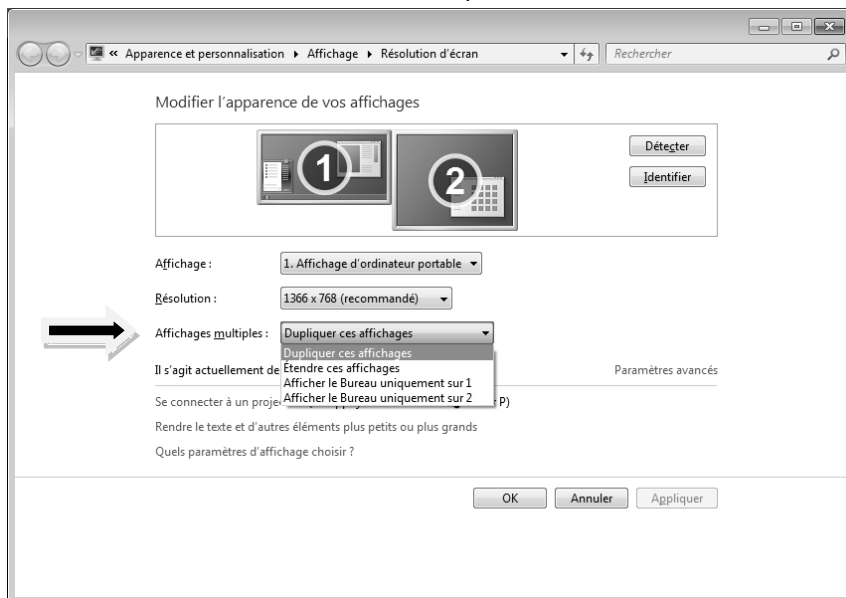 « Apparence et personnalisation ▸ Affichage ▸ Résolution d'écran
Rechercher
Modifier l'apparence de vos affichages
1
2
Détecter
Identifier
Affichage :
1. Affichage d'ordinateur portable
Résolution :
1366 x 768 (recommandé)
Affichages multiples :
Dupliquer ces affichages
Dupliquer ces affichages
Étendre ces affichages
Afficher le Bureau uniquement sur 1
Afficher le Bureau uniquement sur 2
Il s'agit actuellement de
Paramètres avancés
Se connecter à un P)
Rendre le texte et d'autres éléments plus petits ou plus grands
Quels paramètres d'affichage choisir ?
OK
Annuler
Appliquer